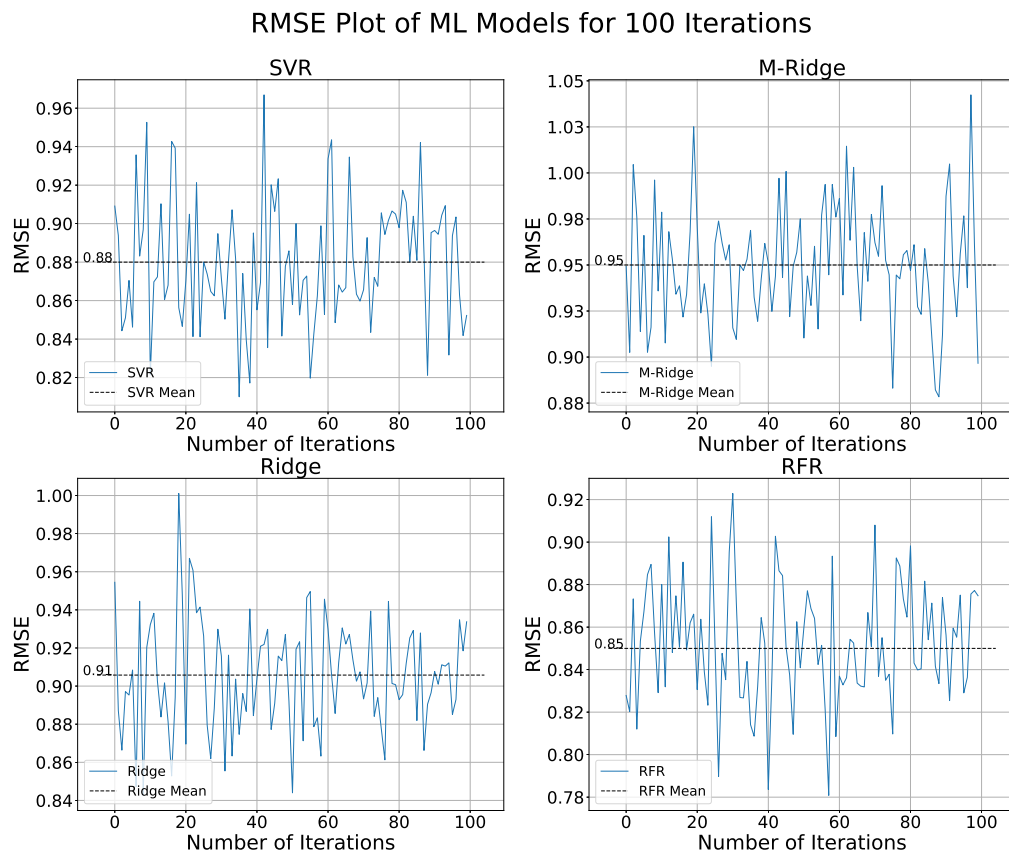 RMSE Plot of ML Models for 100 Iterations
SVR
0.96
0.94
0.92
0.90
0.88
0.86
0.84
0.82
RMSE
0.88
SVR
SVR Mean
0 20 40 60 80 100
Number of Iterations
M-Ridge
1.05
1.03
1.00
0.98
0.95
0.93
0.90
0.88
RMSE
0.95
M-Ridge
M-Ridge Mean
0 20 40 60 80 100
Number of Iterations
Ridge
1.00
0.98
0.96
0.94
0.92
0.90
0.88
0.86
0.84
RMSE
0.91
Ridge
Ridge Mean
0 20 40 60 80 100
Number of Iterations
RFR
0.92
0.90
0.88
0.86
0.84
0.82
0.80
0.78
RMSE
0.85
RFR
RFR Mean
0 20 40 60 80 100
Number of Iterations